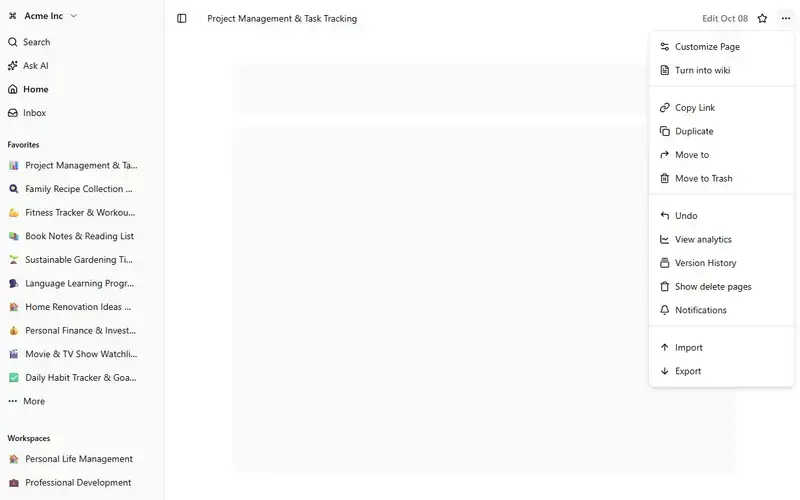 Acme Inc
Search
Ask AI
Home
Inbox
Favorites
Project Management & Ta...
Family Recipe Collection ...
Fitness Tracker & Workou...
Book Notes & Reading List
Sustainable Gardening Ti...
Language Learning Progr...
Home Renovation Ideas ...
Personal Finance & Invest...
Movie & TV Show Watchli...
Daily Habit Tracker & Goa...
More
Workspaces
Personal Life Management
Professional Development
Project Management & Task Tracking
Edit Oct 08
Customize Page
Turn into wiki
Copy Link
Duplicate
Move to
Move to Trash
Undo
View analytics
Version History
Show delete pages
Notifications
Import
Export